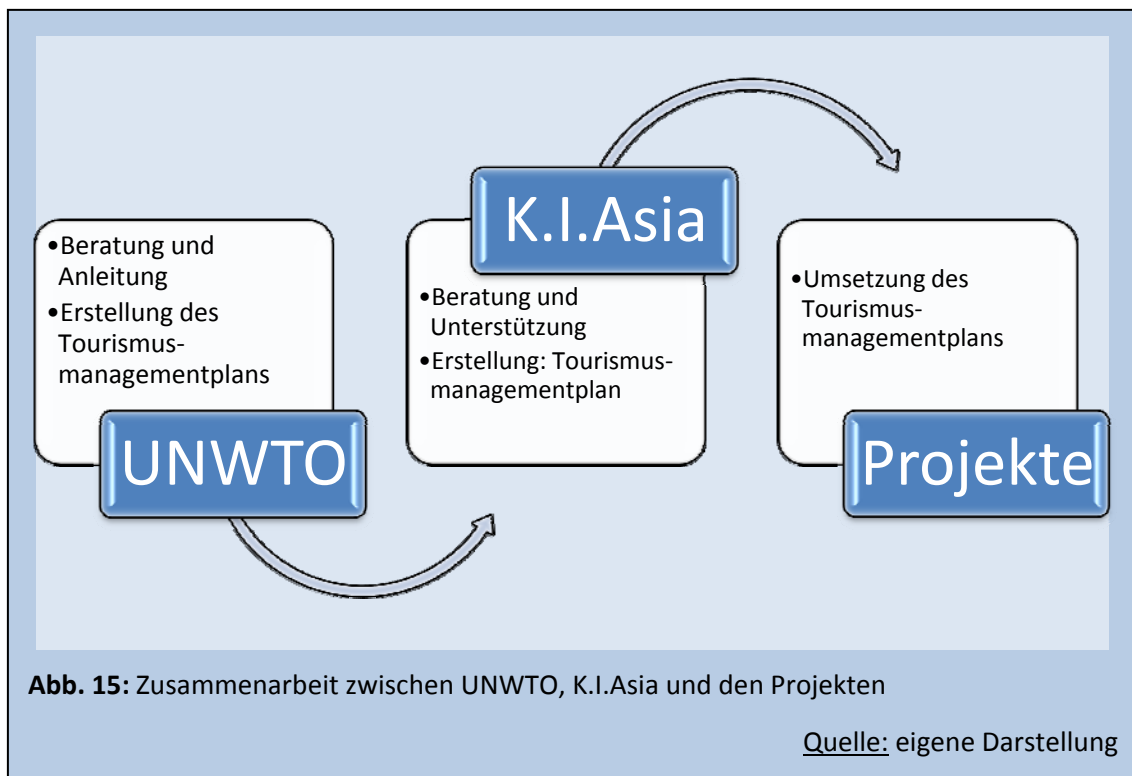 •Beratung und
Anleitung
•Erstellung des
Tourismus-
managementplans
UNWTO
K.I.Asia
•Beratung und
Unterstützung
•Erstellung: Tourismus-
managementplan
•Umsetzung des
Tourismus-
managementplans
Projekte
Abb. 15: Zusammenarbeit zwischen UNWTO, K.I.Asia und den Projekten
Quelle: eigene Darstellung